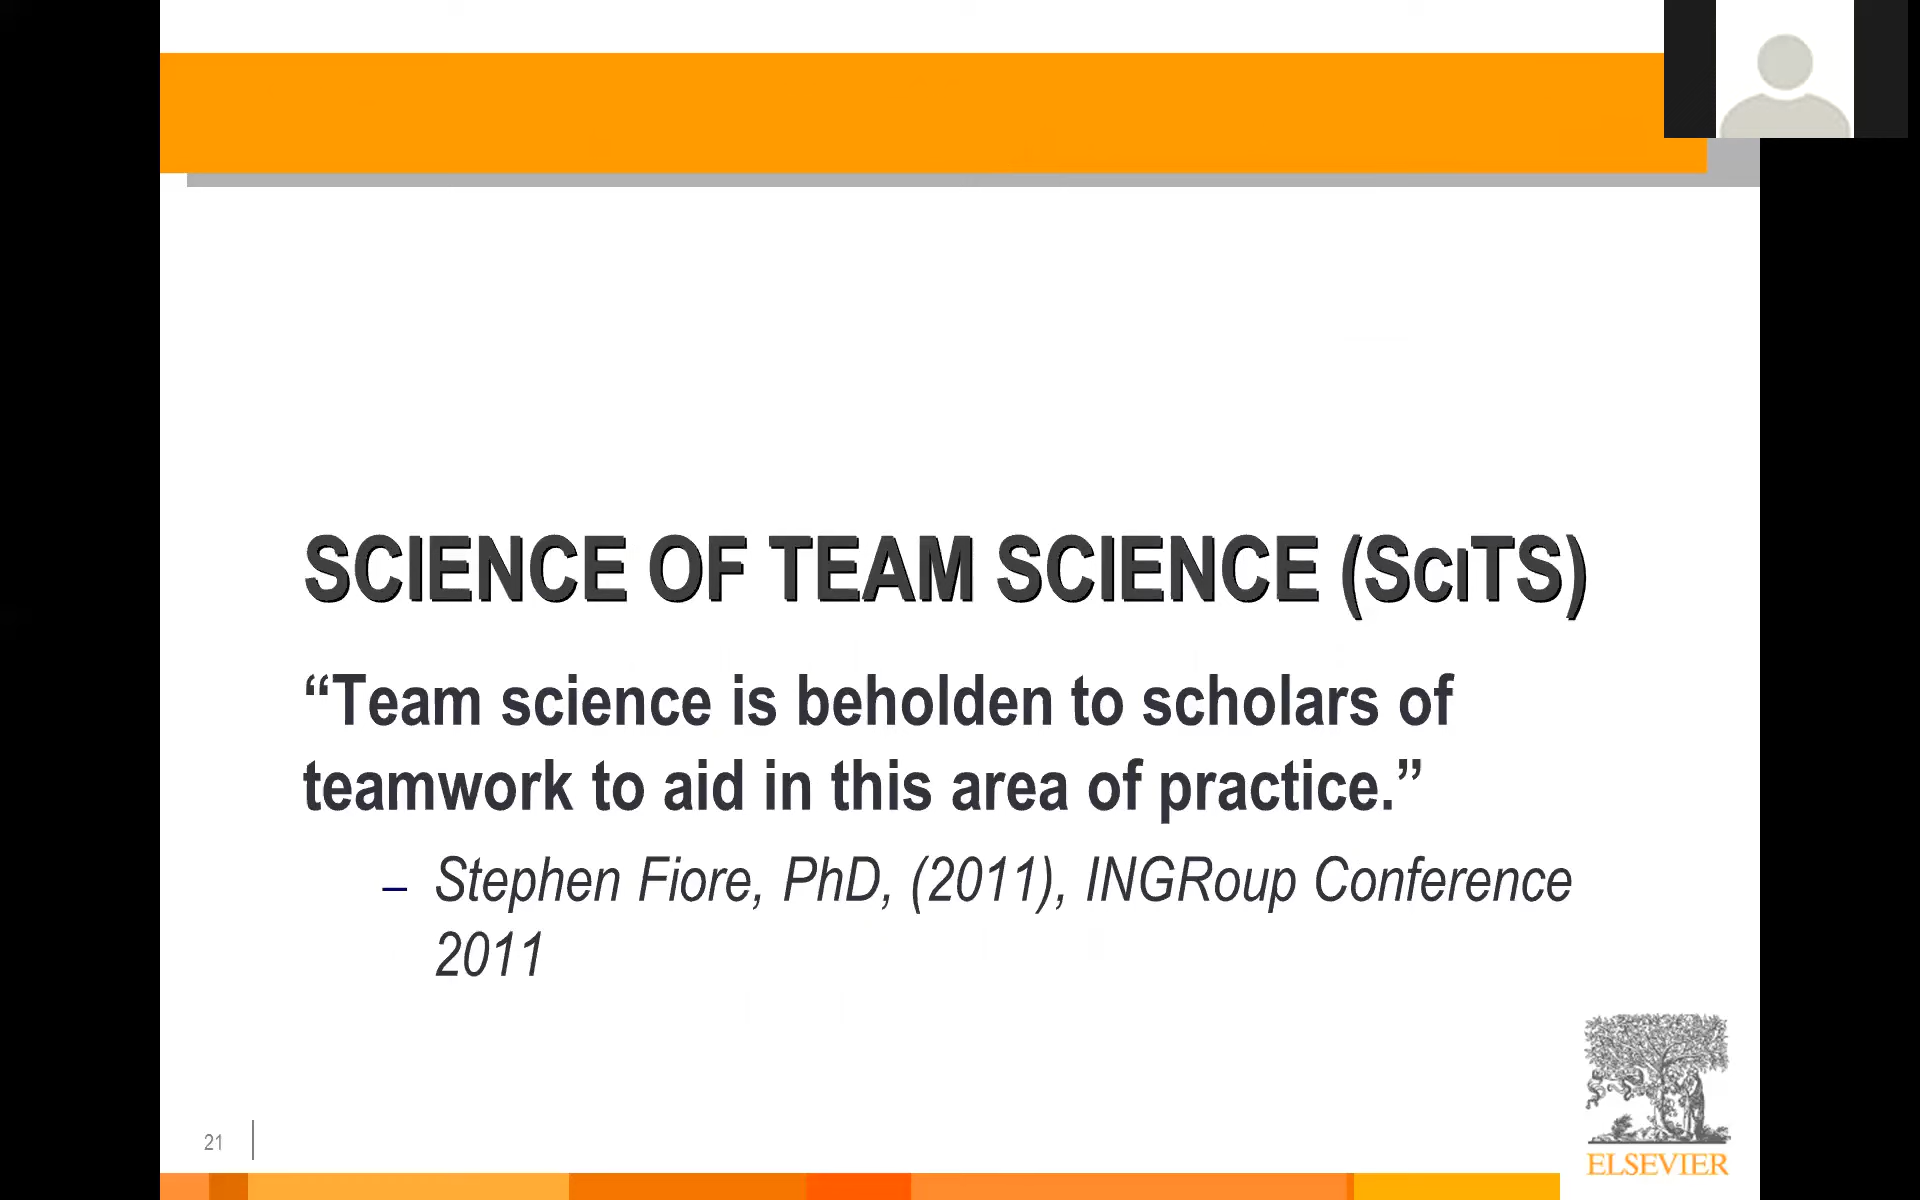 SCIENCE OF TEAM SCIENCE (SCITS)
“Team science is beholden to scholars of
teamwork to aid in this area of practice.”
– Stephen Fiore, PhD, (2011), INGRoup Conference
2011
21
ELSEVIER